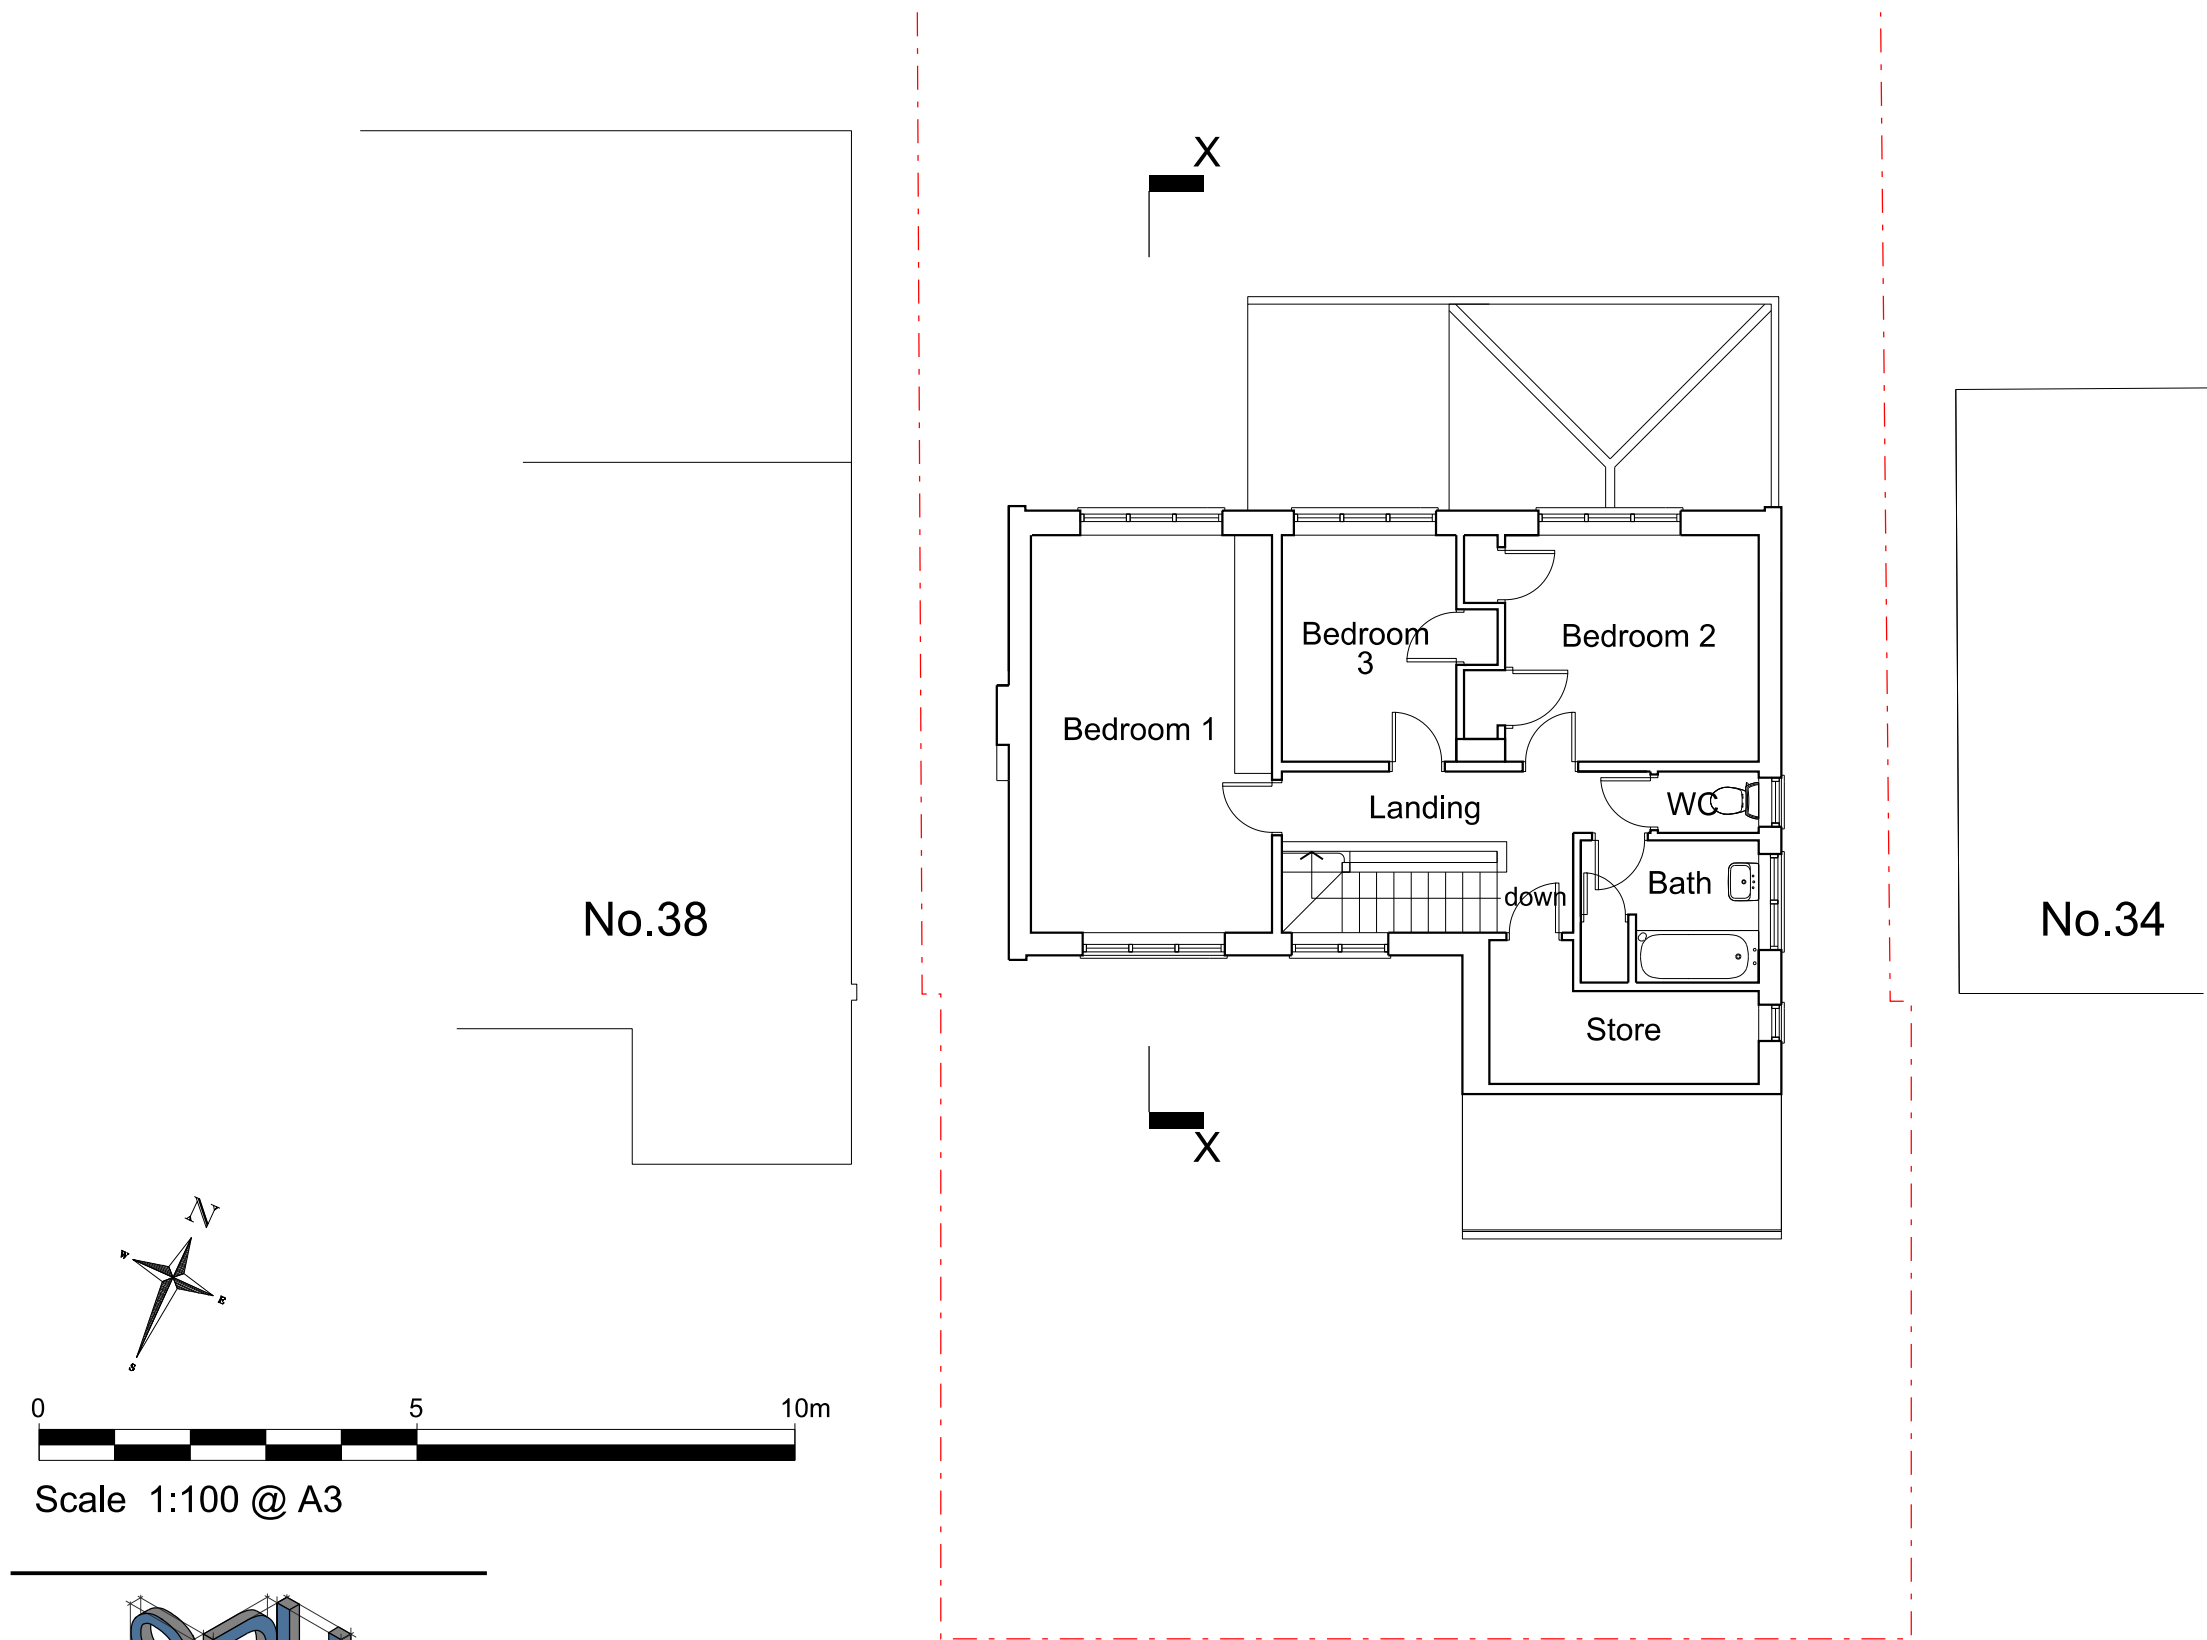 X
Bedroom
3
Bedroom 2
Bedroom 1
Landing
WC
Bath
down
No.38
No.34
Store
X
N
W
E
S
0 5 10m
Scale 1:100 @ A3